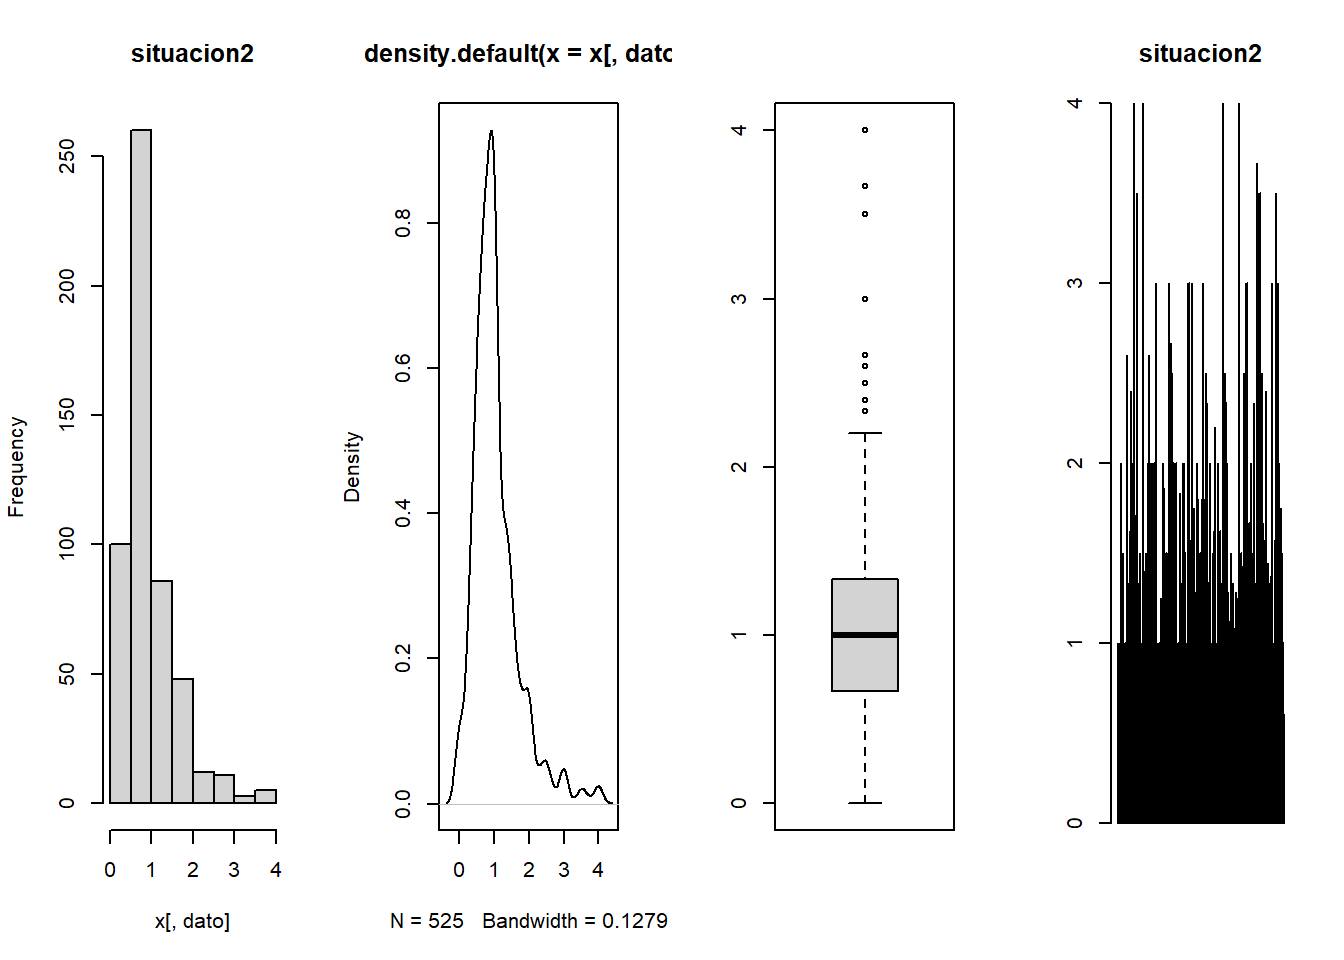 situacion2
Frequency
0
50
100
150
200
250
0 1 2 3 4
x[, dato]
density.default(x = x[, dato
Density
0.0
0.2
0.4
0.6
0.8
0 1 2 3 4
N = 525 Bandwidth = 0.1279
0
1
2
3
4
situacion2
0
1
2
3
4